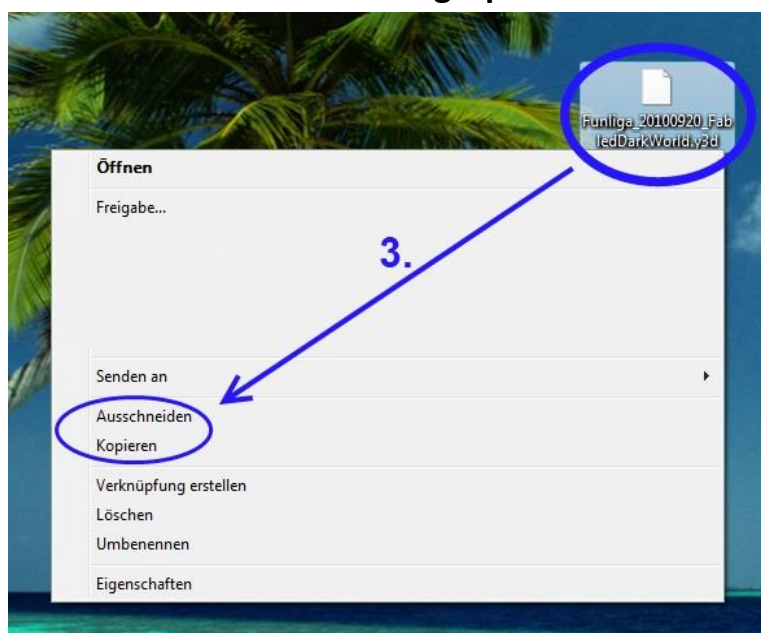 Funliga_20100920_Fab
ledDarkWorld.y3d
Öffnen
Freigabe...
3.
Senden an
Ausschneiden
Kopieren
Verknüpfung erstellen
Löschen
Umbenennen
Eigenschaften